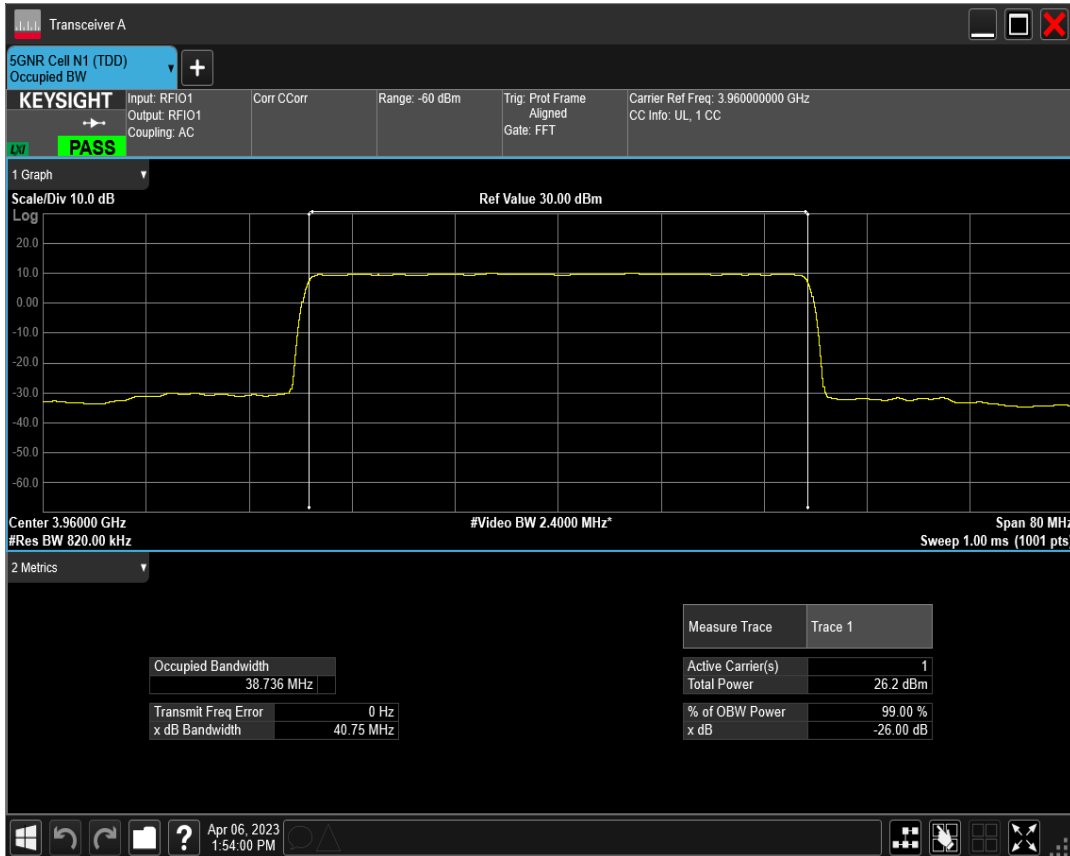 Transceiver A
5GNR Cell N1 (TDD)
Occupied BW
+
KEYSIGHT
LXI
PASS
Input: RFIO1
Output: RFIO1
Coupling: AC
Corr CCorr
Range: -60 dBm
Trig: Prot Frame
Aligned
Gate: FFT
Carrier Ref Freq: 3.960000000 GHz
CC Info: UL, 1 CC
1 Graph
Scale/Div 10.0 dB
Ref Value 30.00 dBm
Log
20.0
10.0
0.00
-10.0
-20.0
-30.0
-40.0
-50.0
-60.0
Center 3.96000 GHz
#Video BW 2.4000 MHz*
Span 80 MHz
#Res BW 820.00 kHz
Sweep 1.00 ms (1001 pts)
2 Metrics
Measure Trace Trace 1
Occupied Bandwidth
38.736 MHz
Active Carrier(s) 1
Total Power 26.2 dBm
Transmit Freq Error 0 Hz
x dB Bandwidth 40.75 MHz
% of OBW Power 99.00 %
x dB -26.00 dB
?
Apr 06, 2023
1:54:00 PM